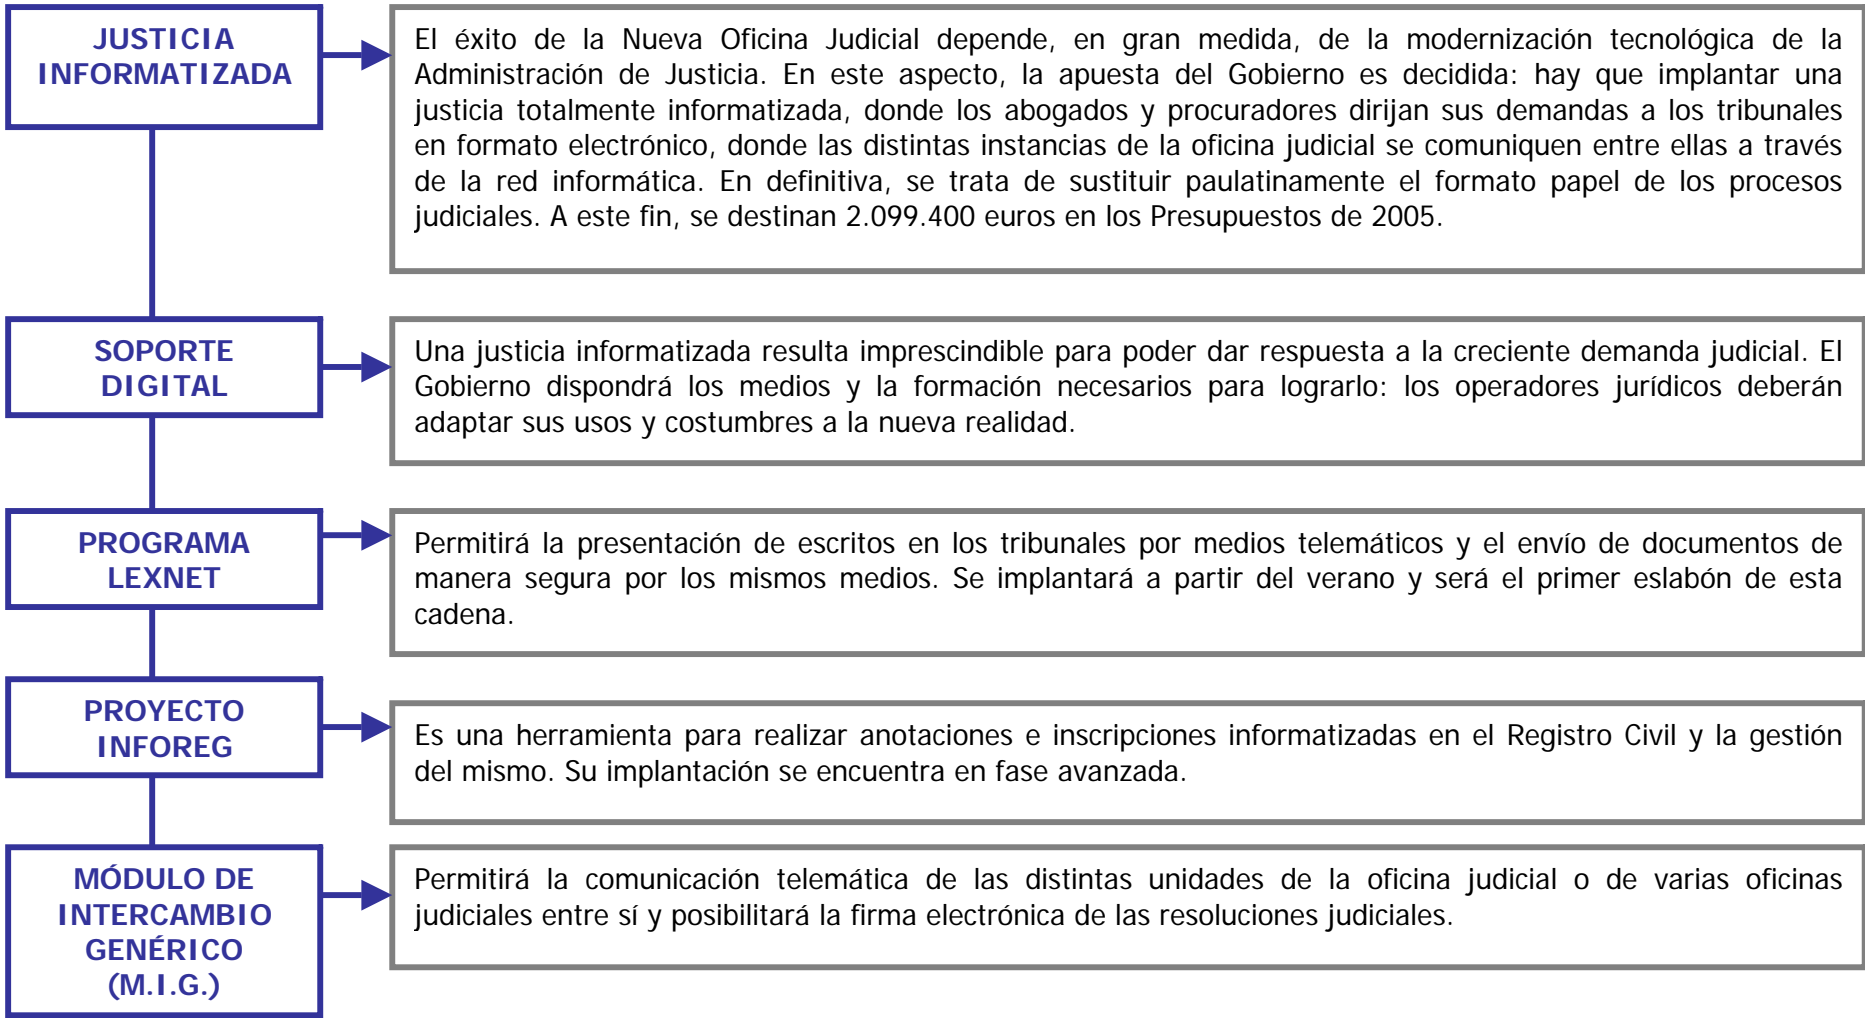 JUSTICIA
INFORMATIZADA
El éxito de la Nueva Oficina Judicial depende, en gran medida, de la modernización tecnológica de la
Administración de Justicia. En este aspecto, la apuesta del Gobierno es decidida: hay que implantar una
justicia totalmente informatizada, donde los abogados y procuradores dirijan sus demandas a los tribunales
en formato electrónico, donde las distintas instancias de la oficina judicial se comuniquen entre ellas a través
de la red informática. En definitiva, se trata de sustituir paulatinamente el formato papel de los procesos
judiciales. A este fin, se destinan 2.099.400 euros en los Presupuestos de 2005.
SOPORTE
DIGITAL
Una justicia informatizada resulta imprescindible para poder dar respuesta a la creciente demanda judicial. El
Gobierno dispondrá los medios y la formación necesarios para lograrlo: los operadores jurídicos deberán
adaptar sus usos y costumbres a la nueva realidad.
PROGRAMA
LEXNET
Permitirá la presentación de escritos en los tribunales por medios telemáticos y el envío de documentos de
manera segura por los mismos medios. Se implantará a partir del verano y será el primer eslabón de esta
cadena.
PROYECTO
INFOREG
Es una herramienta para realizar anotaciones e inscripciones informatizadas en el Registro Civil y la gestión
del mismo. Su implantación se encuentra en fase avanzada.
MÓDULO DE
INTERCAMBIO
GENÉRICO
(M.I.G.)
Permitirá la comunicación telemática de las distintas unidades de la oficina judicial o de varias oficinas
judiciales entre sí y posibilitará la firma electrónica de las resoluciones judiciales.